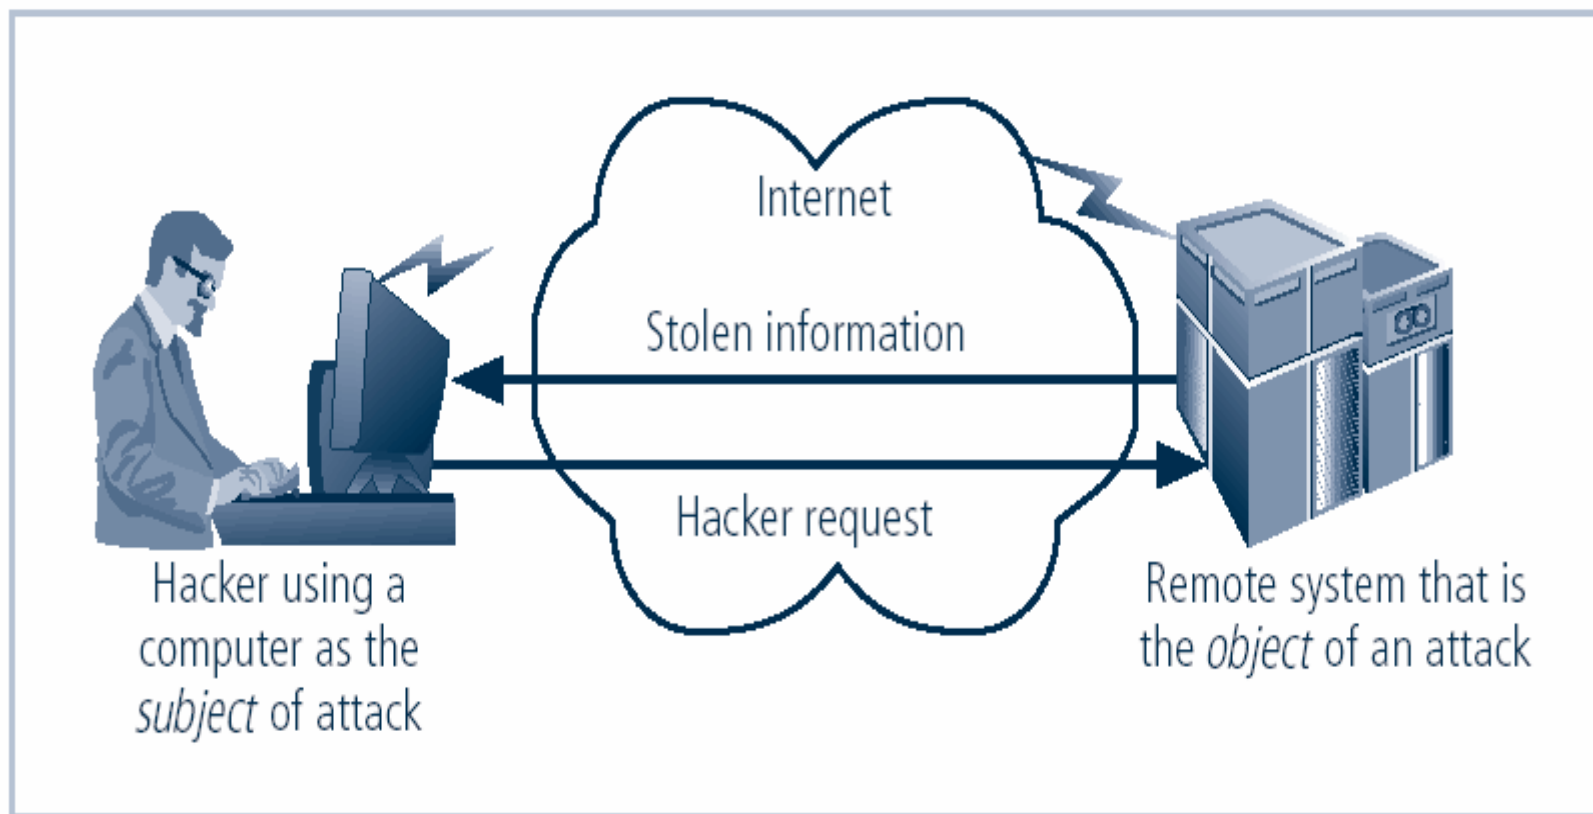 Internet
Stolen information
Hacker request
Hacker using a
computer as the
subject of attack
Remote system that is
the object of an attack